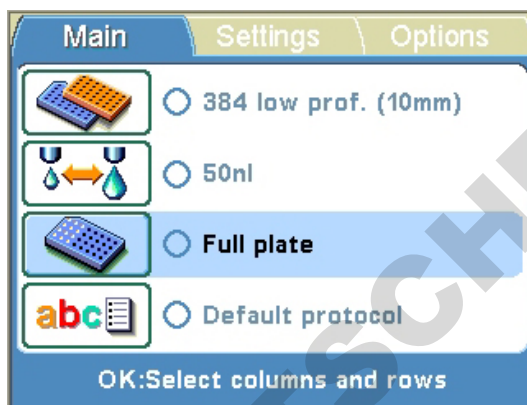 Main Settings Options
384 low prof. (10mm)
50nl
Full plate
abc Default protocol
OK:Select columns and rows